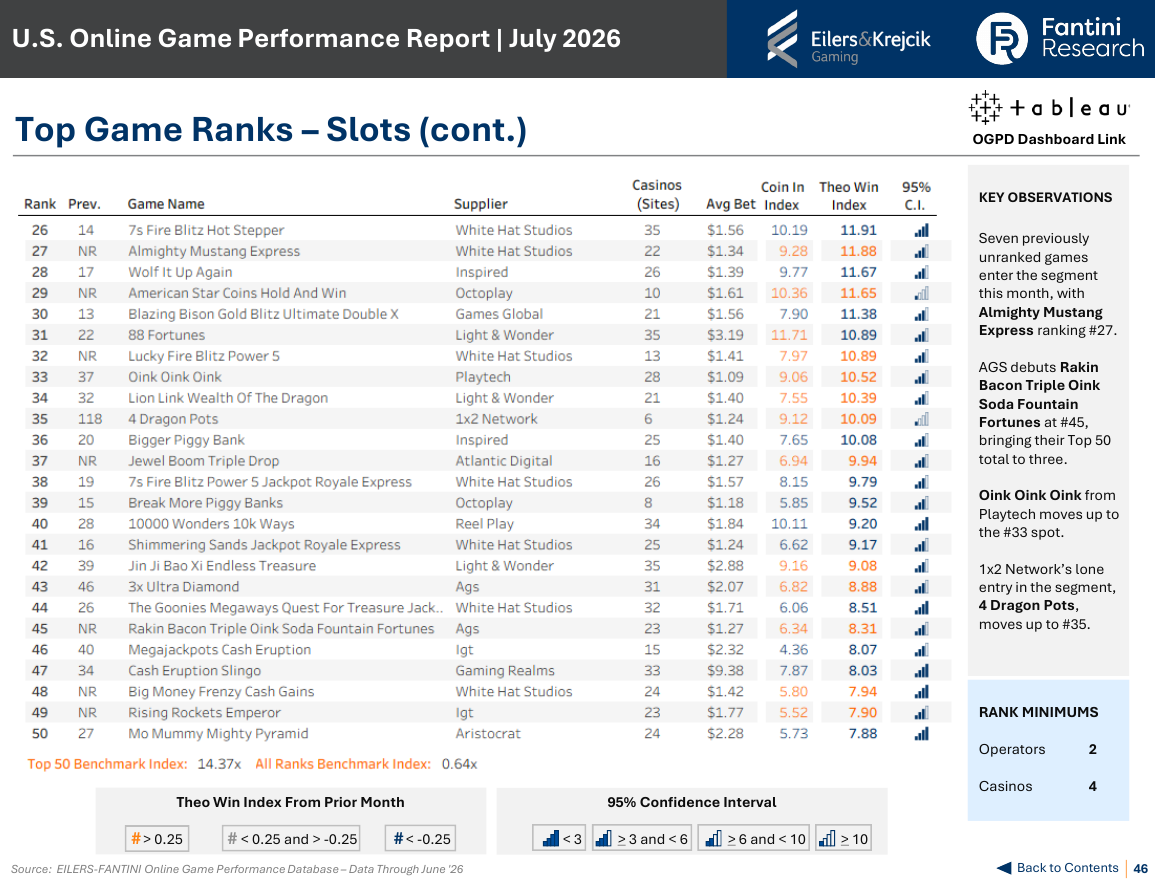 U.S. Online Game Performance Report | July 2026
Eilers&Krejcik
Gaming
Fantini
Research
+ a b | e a u
OGPD Dashboard Link
Top Game Ranks – Slots (cont.)
Rank Prev. Game Name Supplier Casinos (Sites) Avg Bet Coin In Index Theo Win Index 95% C.I.
26 14 7s Fire Blitz Hot Stepper White Hat Studios 35 $1.56 10.19 11.91
27 NR Almighty Mustang Express White Hat Studios 22 $1.34 9.28 11.88
28 17 Wolf It Up Again Inspired 26 $1.39 9.77 11.67
29 NR American Star Coins Hold And Win Octoplay 10 $1.61 10.36 11.65
30 13 Blazing Bison Gold Blitz Ultimate Double X Games Global 21 $1.56 7.90 11.38
31 22 88 Fortunes Light & Wonder 35 $3.19 11.71 10.89
32 NR Lucky Fire Blitz Power 5 White Hat Studios 13 $1.41 7.97 10.89
33 37 Oink Oink Oink Playtech 28 $1.09 9.06 10.52
34 32 Lion Link Wealth Of The Dragon Light & Wonder 21 $1.40 7.55 10.39
35 118 4 Dragon Pots 1x2 Network 6 $1.24 9.12 10.09
36 20 Bigger Piggy Bank Inspired 25 $1.40 7.65 10.08
37 NR Jewel Boom Triple Drop Atlantic Digital 16 $1.27 6.94 9.94
38 19 7s Fire Blitz Power 5 Jackpot Royale Express White Hat Studios 26 $1.57 8.15 9.79
39 15 Break More Piggy Banks Octoplay 8 $1.18 5.85 9.52
40 28 10000 Wonders 10k Ways Reel Play 34 $1.84 10.11 9.20
41 16 Shimmering Sands Jackpot Royale Express White Hat Studios 25 $1.24 6.62 9.17
42 39 Jin Ji Bao Xi Endless Treasure Light & Wonder 35 $2.88 9.16 9.08
43 46 3x Ultra Diamond Ags 31 $2.07 6.82 8.88
44 26 The Goonies Megaways Quest For Treasure Jack.. White Hat Studios 32 $1.71 6.06 8.51
45 NR Rakin Bacon Triple Oink Soda Fountain Fortunes Ags 23 $1.27 6.34 8.31
46 40 Megajackpots Cash Eruption Igt 15 $2.32 4.36 8.07
47 34 Cash Eruption Slingo Gaming Realms 33 $9.38 7.87 8.03
48 NR Big Money Frenzy Cash Gains White Hat Studios 24 $1.42 5.80 7.94
49 NR Rising Rockets Emperor Igt 23 $1.77 5.52 7.90
50 27 Mo Mummy Mighty Pyramid Aristocrat 24 $2.28 5.73 7.88
Top 50 Benchmark Index: 14.37x All Ranks Benchmark Index: 0.64x
Theo Win Index From Prior Month
# > 0.25 # < 0.25 and > -0.25 # < -0.25
95% Confidence Interval
< 3 ≥ 3 and < 6 ≥ 6 and < 10 ≥ 10
KEY OBSERVATIONS
Seven previously
unranked games
enter the segment
this month, with
Almighty Mustang
Express ranking #27.
AGS debuts Rakin
Bacon Triple Oink
Soda Fountain
Fortunes at #45,
bringing their Top 50
total to three.
Oink Oink Oink from
Playtech moves up to
the #33 spot.
1x2 Network's lone
entry in the segment,
4 Dragon Pots,
moves up to #35.
RANK MINIMUMS
Operators 2
Casinos 4
Source: EILERS-FANTINI Online Game Performance Database – Data Through June '26
Back to Contents | 46